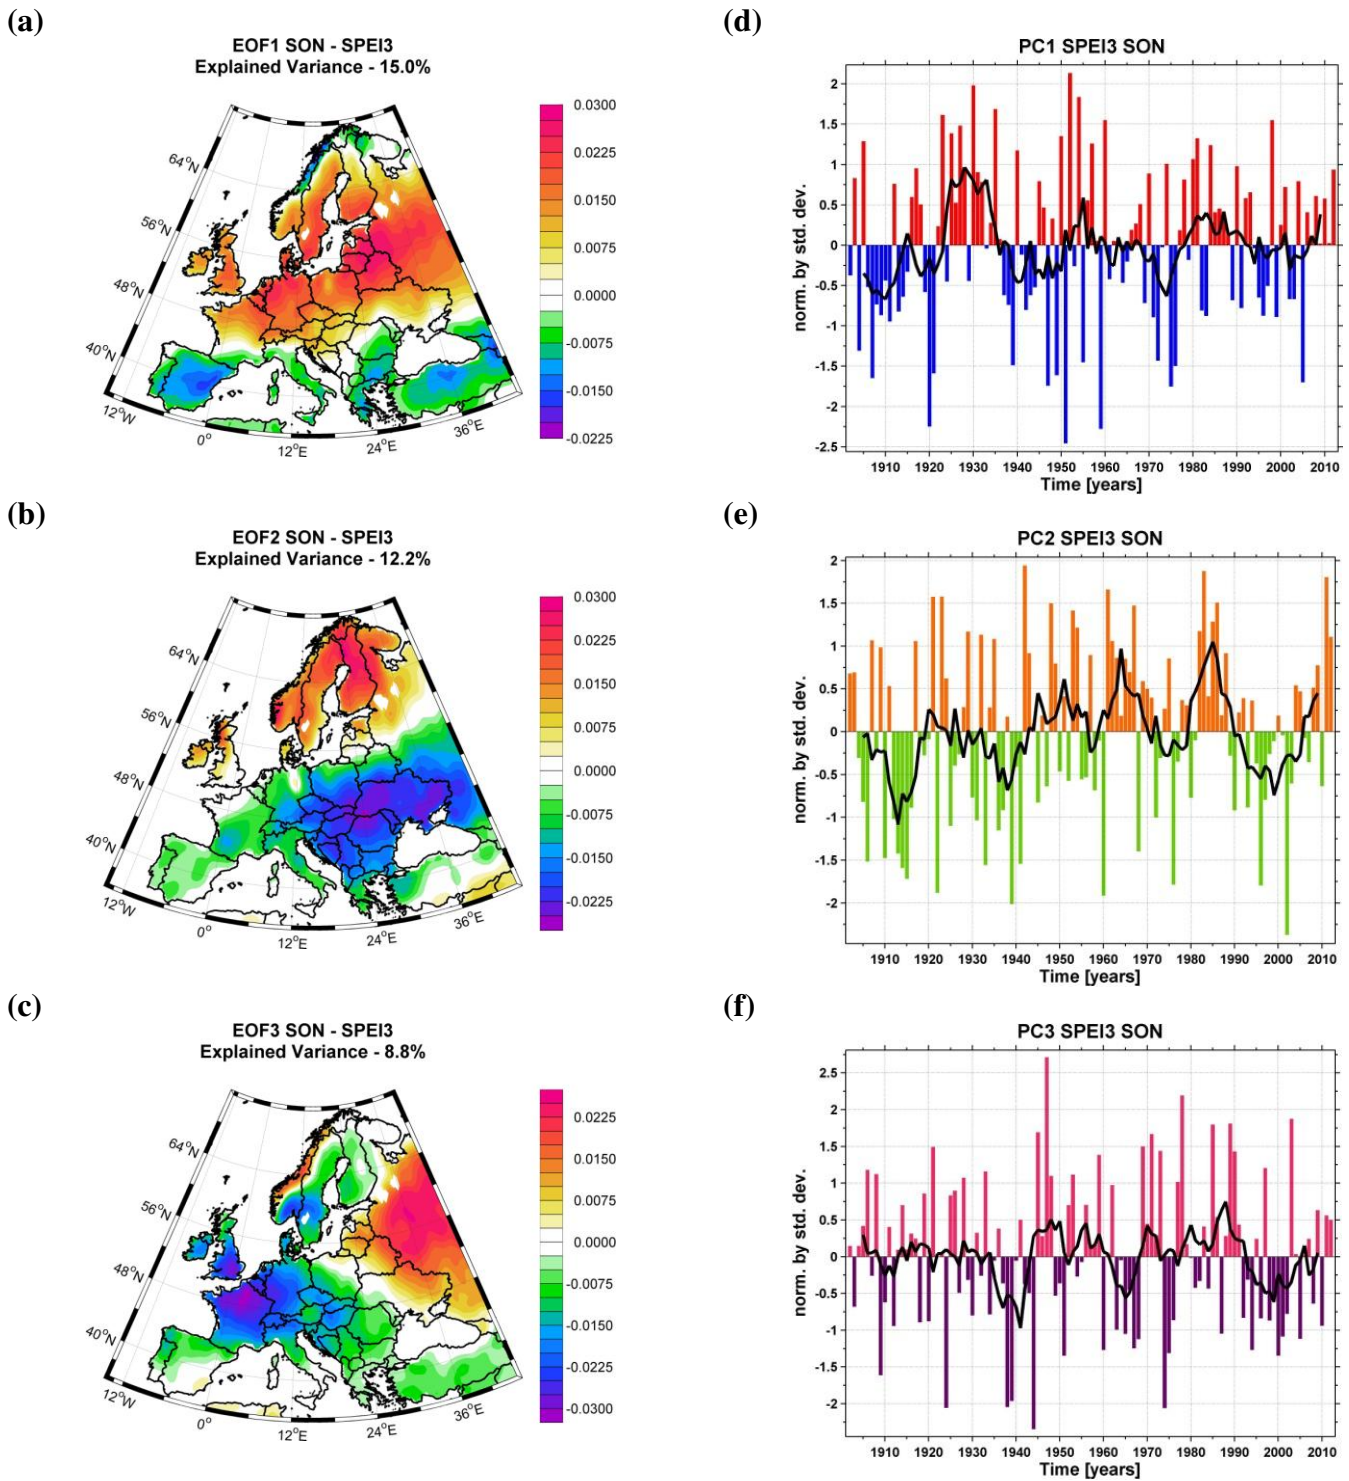 (a)
EOF1 SON - SPEI3
Explained Variance - 15.0%
64°N
56°N
48°N
40°N
12°W
0°
12°E
24°E
36°E
0.0300
0.0225
0.0150
0.0075
0.0000
-0.0075
-0.0150
-0.0225
(d)
PC1 SPEI3 SON
norm. by std. dev.
2
1.5
1
0.5
0
-0.5
-1
-1.5
-2
-2.5
1910 1920 1930 1940 1950 1960 1970 1980 1990 2000 2010
Time [years]
(b)
EOF2 SON - SPEI3
Explained Variance - 12.2%
64°N
56°N
48°N
40°N
12°W
0°
12°E
24°E
36°E
0.0300
0.0225
0.0150
0.0075
0.0000
-0.0075
-0.0150
-0.0225
(e)
PC2 SPEI3 SON
norm. by std. dev.
2
1.5
1
0.5
0
-0.5
-1
-1.5
-2
1910 1920 1930 1940 1950 1960 1970 1980 1990 2000 2010
Time [years]
(c)
EOF3 SON - SPEI3
Explained Variance - 8.8%
64°N
56°N
48°N
40°N
12°W
0°
12°E
24°E
36°E
0.0225
0.0150
0.0075
0.0000
-0.0075
-0.0150
-0.0225
-0.0300
(f)
PC3 SPEI3 SON
norm. by std. dev.
2.5
2
1.5
1
0.5
0
-0.5
-1
-1.5
-2
1910 1920 1930 1940 1950 1960 1970 1980 1990 2000 2010
Time [years]